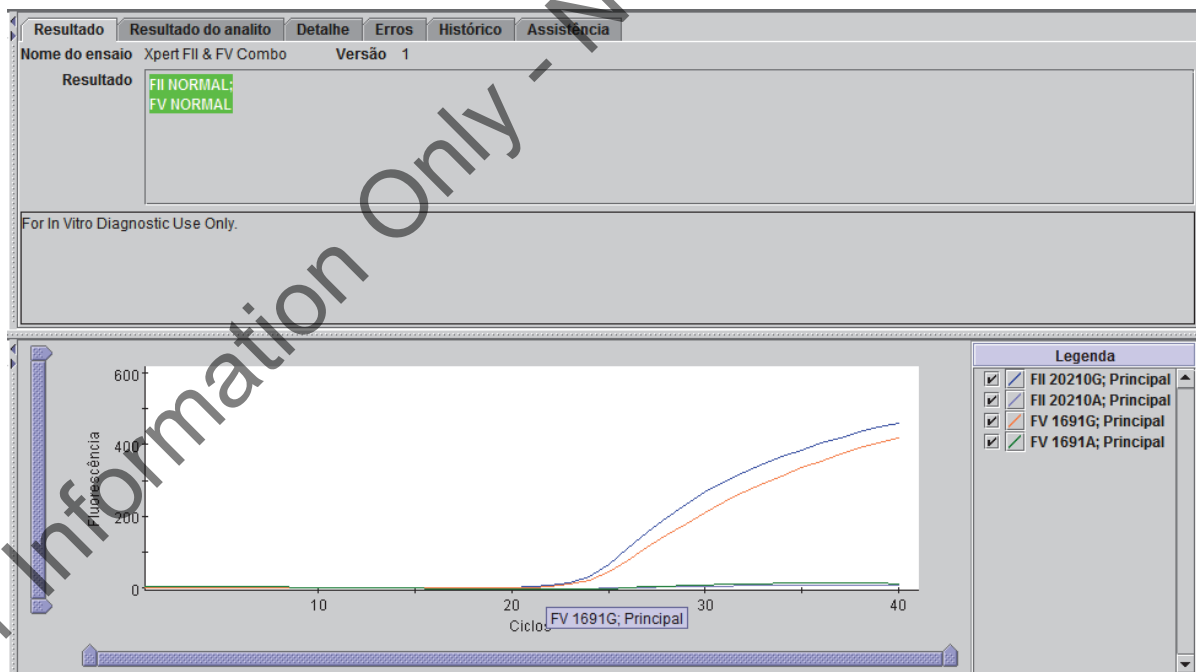 Resultado Resultado do analito Detalhe Erros Histórico Assistência
Nome do ensaio Xpert FII & FV Combo Versão 1
Resultado FII NORMAL;
FV NORMAL
For In Vitro Diagnostic Use Only.
Information Only - N
Fluorescência
600
400
200
0
10 20 30 40
Ciclos
FV 1691G; Principal
Legenda
FII 20210G; Principal
FII 20210A; Principal
FV 1691G; Principal
FV 1691A; Principal